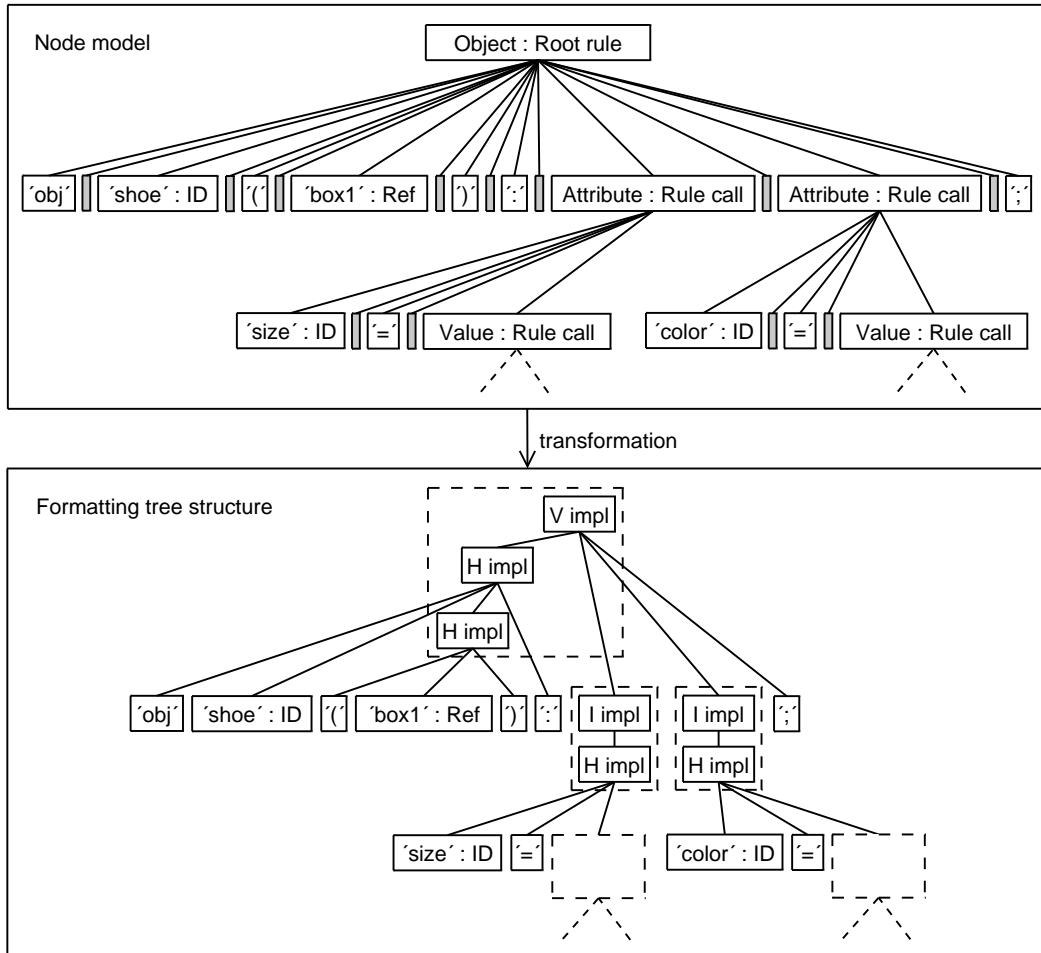 Node model
Object : Root rule
´obj´ ´shoe´ : ID ´(´ ´box1´ : Ref ´)´ ´:´ Attribute : Rule call Attribute : Rule call ´;´
´size´ : ID ´=´ Value : Rule call ´color´ : ID ´=´ Value : Rule call
transformation
Formatting tree structure
V impl
H impl
H impl
´obj´ ´shoe´ : ID ´(´ ´box1´ : Ref ´)´ ´:´ I impl I impl ´;´
H impl H impl
´size´ : ID ´=´ ´color´ : ID ´=´